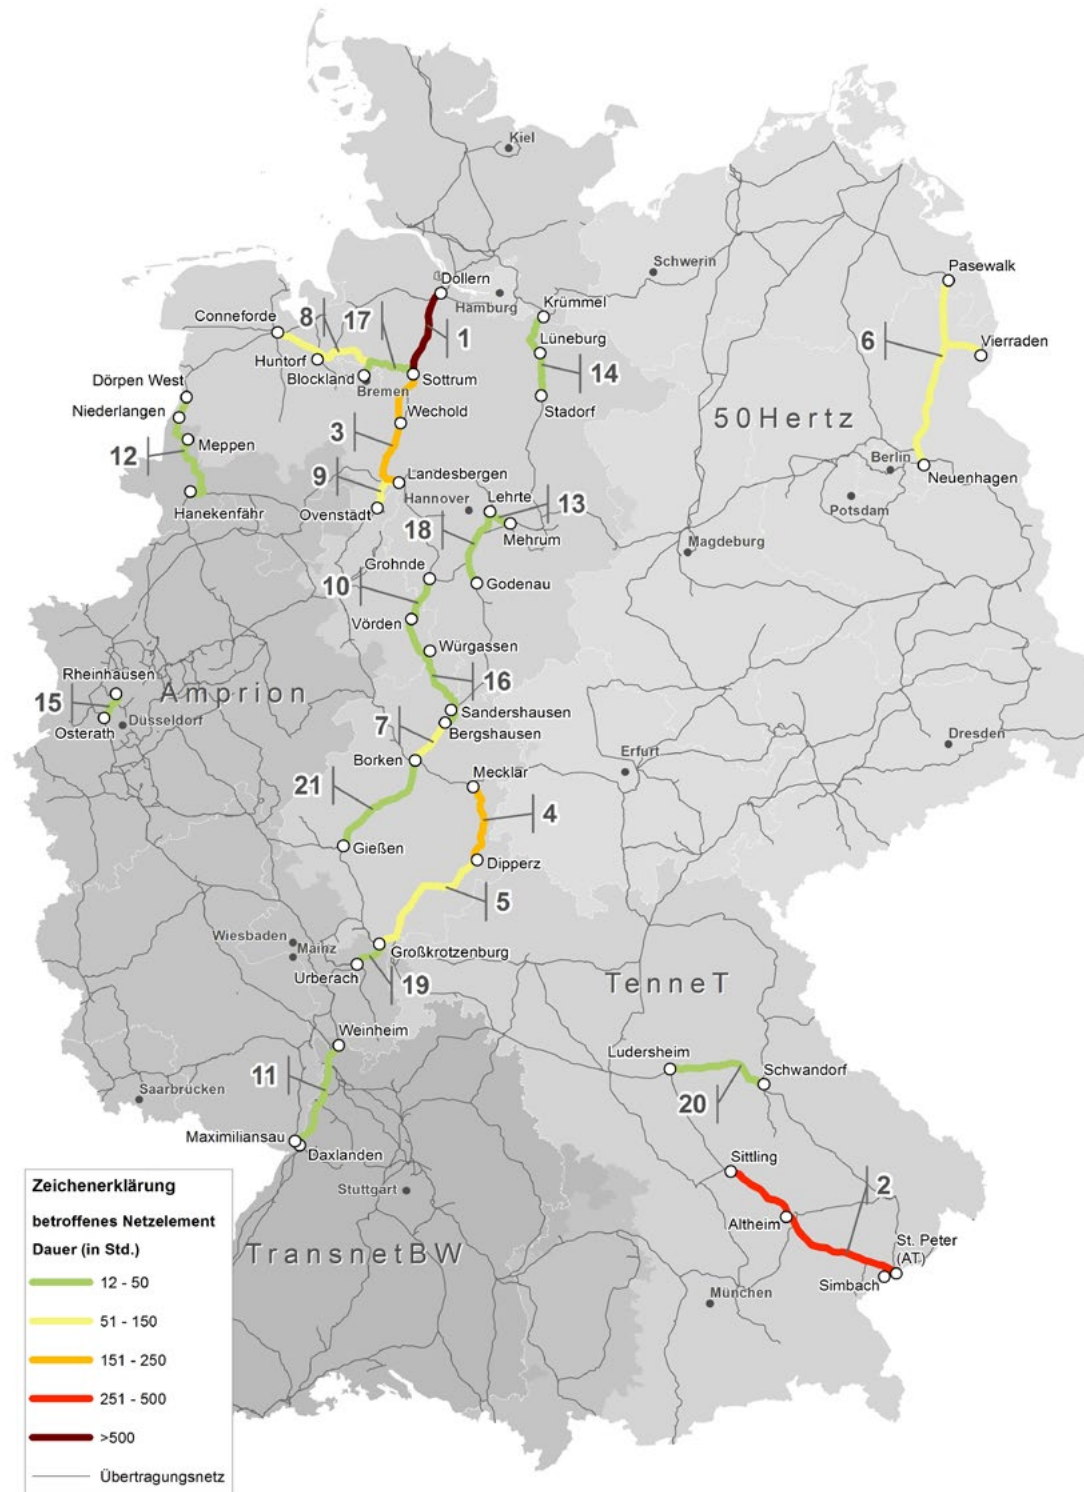 Kiel
Schwerin
Pasewalk
Dollern
Hamburg
Krümmel
Conneforde
8
17
1
Lüneburg
6
Vierraden
Huntorf
Blockland
Bremen
Sottrum
14
Dörpen West
Niederlangen
Stadorf
Wechold
50Hertz
3
Meppen
12
Berlin
9
Landesbergen
Neuenhagen
Hannover
Lehrte
13
Hanekenfähr
Ovenstädt
Potsdam
18
Mehrum
Magdeburg
Grohnde
10
Godenau
Vörden
Würgassen
Rheinhausen
16
Amprion
15
Osterath
Düsseldorf
Sandershausen
7
Bergshausen
Dresden
Erfurt
Borken
Mecklar
21
4
Gießen
Dipperz
5
Wiesbaden
Mainz
Großkrotzenburg
Urberach
19
TenneT
Weinheim
Ludersheim
11
Schwandorf
Saarbrücken
20
Maximiliansau
Daxlanden
Sittling
2
Stuttgart
Altheim
St. Peter
(AT)
TransnetBW
Simbach
München
Zeichenerklärung
betroffenes Netzelement
Dauer (in Std.)
12 - 50
51 - 150
151 - 250
251 - 500
>500
Übertragungsnetz